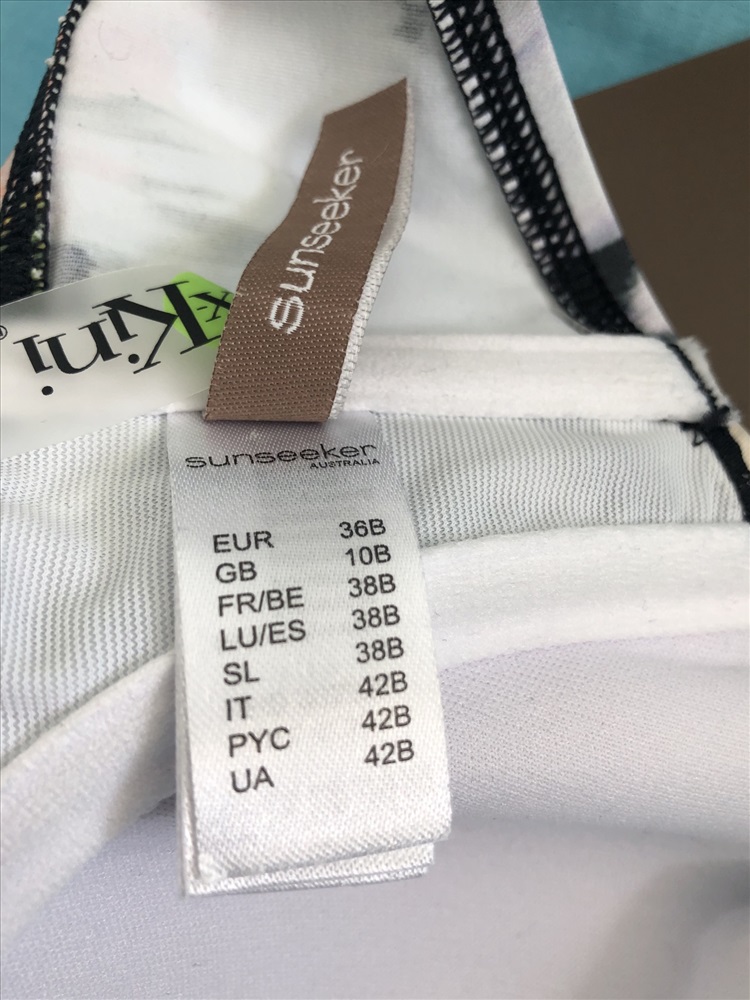 sunseeker
x-Kini
®
sunseeker
AUSTRALIA
EUR 36B
GB 10B
FR/BE 38B
LU/ES 38B
SL 38B
IT 42B
PYC 42B
UA 42B